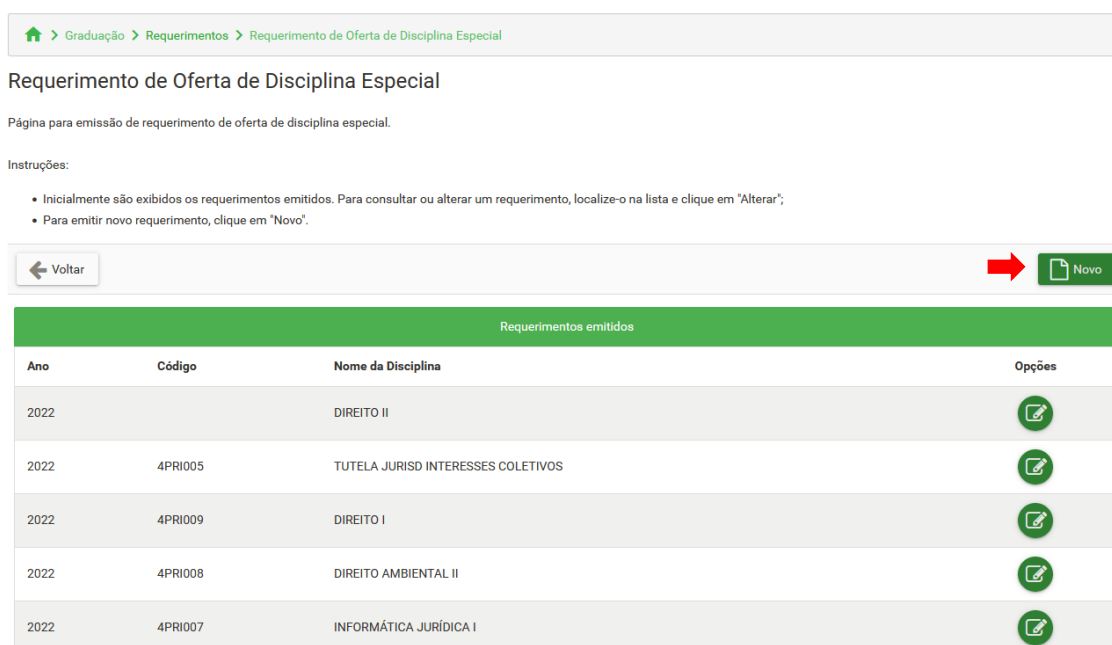 Graduação > Requerimentos > Requerimento de Oferta de Disciplina Especial
Requerimento de Oferta de Disciplina Especial
Página para emissão de requerimento de oferta de disciplina especial.
Instruções:
• Inicialmente são exibidos os requerimentos emitidos. Para consultar ou alterar um requerimento, localize-o na lista e clique em "Alterar";
• Para emitir novo requerimento, clique em "Novo".
Voltar Novo
Requerimentos emitidos
Ano Código Nome da Disciplina Opções
2022 DIREITO II
2022 4PRI005 TUTELA JURISD INTERESSES COLETIVOS
2022 4PRI009 DIREITO I
2022 4PRI008 DIREITO AMBIENTAL II
2022 4PRI007 INFORMÁTICA JURÍDICA I